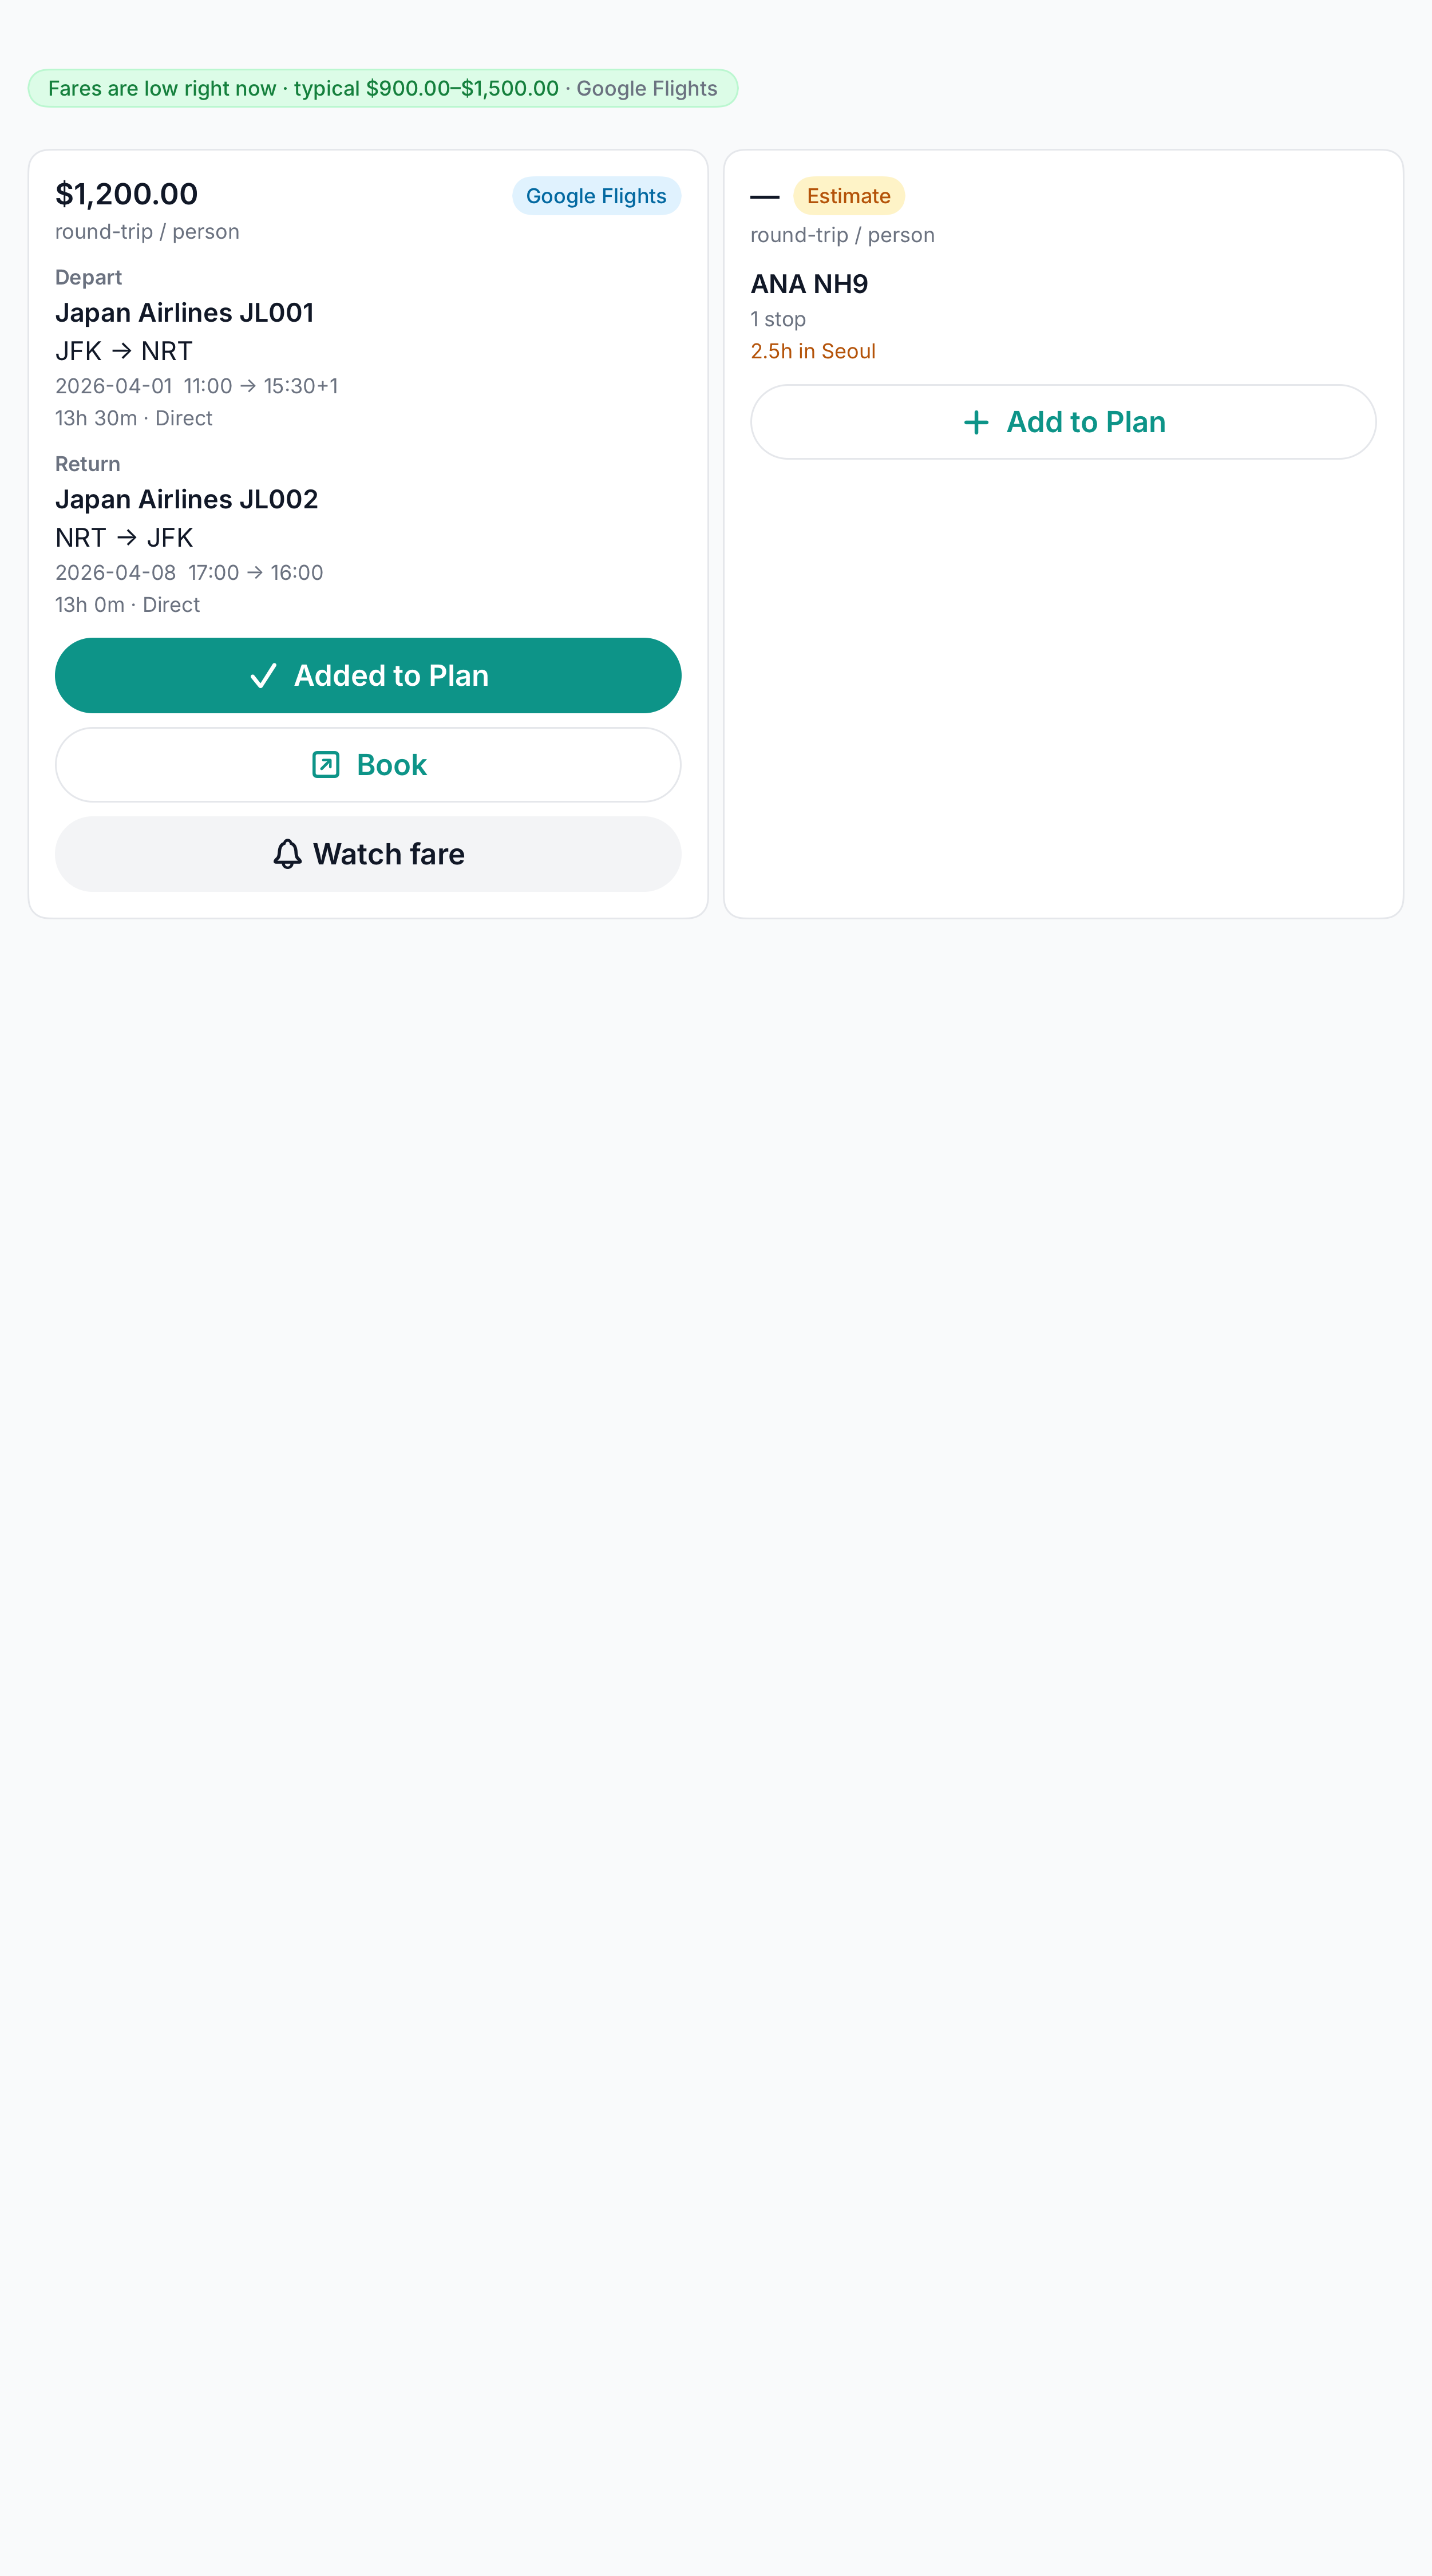 Fares are low right now · typical $900.00–$1,500.00 · Google Flights
$1,200.00
Google Flights
round-trip / person
Depart
Japan Airlines JL001
JFK → NRT
2026-04-01 11:00 → 15:30+1
13h 30m · Direct
Return
Japan Airlines JL002
NRT → JFK
2026-04-08 17:00 → 16:00
13h 0m · Direct
Added to Plan
Book
Watch fare
— Estimate
round-trip / person
ANA NH9
1 stop
2.5h in Seoul
+ Add to Plan